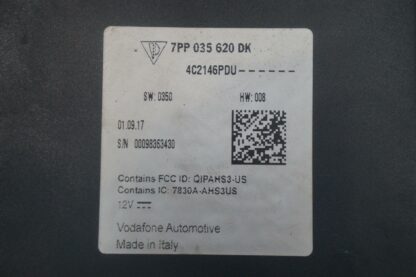 7PP 035 620 DK
4C2146PDU------
SW: 0350 HW: 008
01.09.17
S/N 00098363430
Contains FCC ID: QIPAHS3-US
Contains IC: 7830A-AHS3US
12V
Vodafone Automotive
Made in Italy